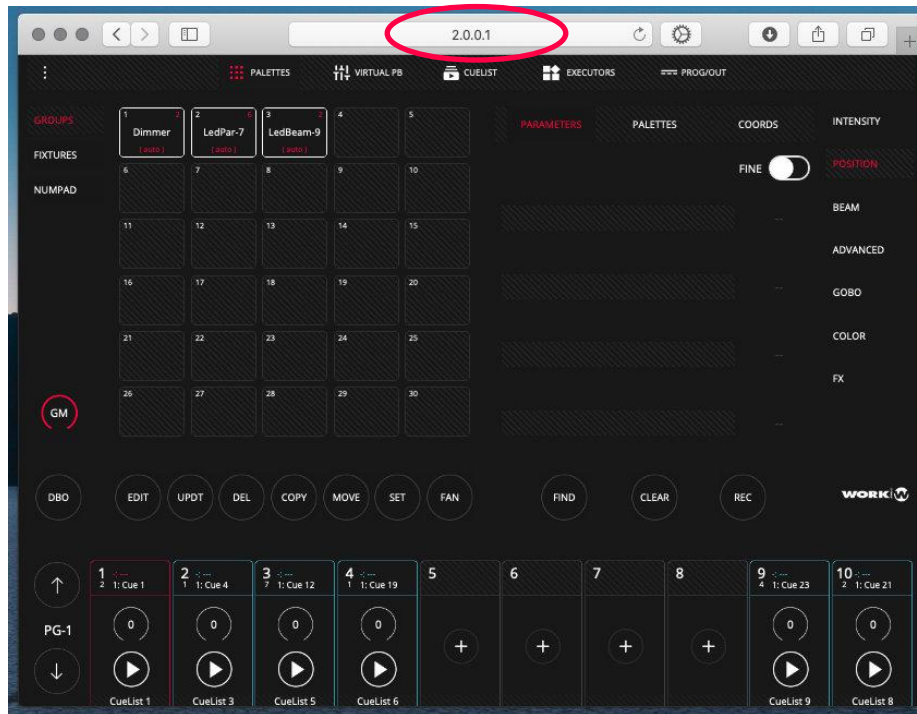 2.0.0.1
PALETTES VIRTUAL PB CUELIST EXECUTORS PROG/OUT
GROUPS
FIXTURES
NUMPAD
1 2 Dimmer (auto)
2 6 LedPar-7 (auto)
3 2 LedBeam-9 (auto)
4 5
6 7 8 9 10
11 12 13 14 15
16 17 18 19 20
21 22 23 24 25
26 27 28 29 30
PARAMETERS PALETTES COORDS
FINE
INTENSITY
POSITION
BEAM
ADVANCED
GOBO
COLOR
FX
GM
DBO EDIT UPDT DEL COPY MOVE SET FAN FIND CLEAR REC
WORK W
PG-1
1 -:---
2 1: Cue 1
0
CueList 1
2 -:---
1 1: Cue 4
0
CueList 3
3 -:---
7 1: Cue 12
0
CueList 5
4 -:---
1 1: Cue 19
0
CueList 6
5
+
6
+
7
+
8
+
9 -:---
4 1: Cue 23
0
CueList 9
10 -:---
2 1: Cue 21
0
CueList 8